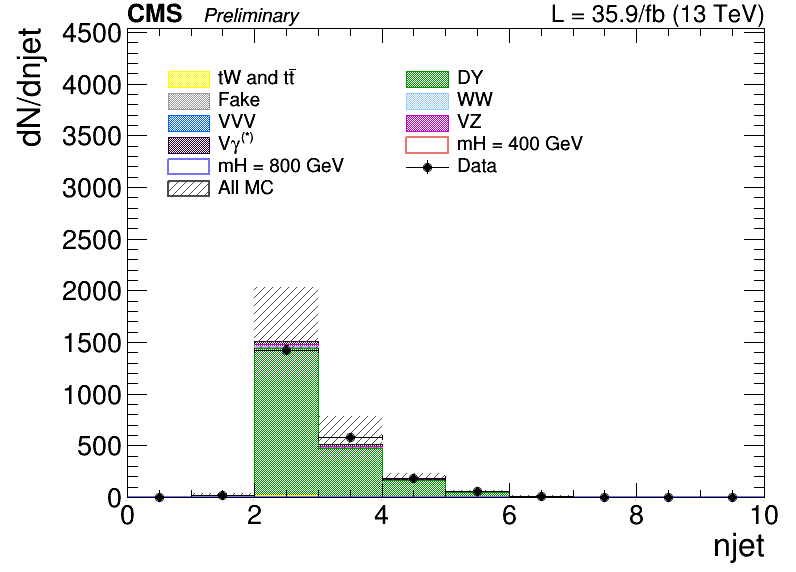 CMS Preliminary L = 35.9/fb (13 TeV)
dN/dnjet
4500
4000
3500
3000
2500
2000
1500
1000
500
0
tW and tt̄ DY
Fake WW
VVV VZ
Vγ(*) mH = 400 GeV
mH = 800 GeV Data
All MC
0 2 4 6 8 10
njet